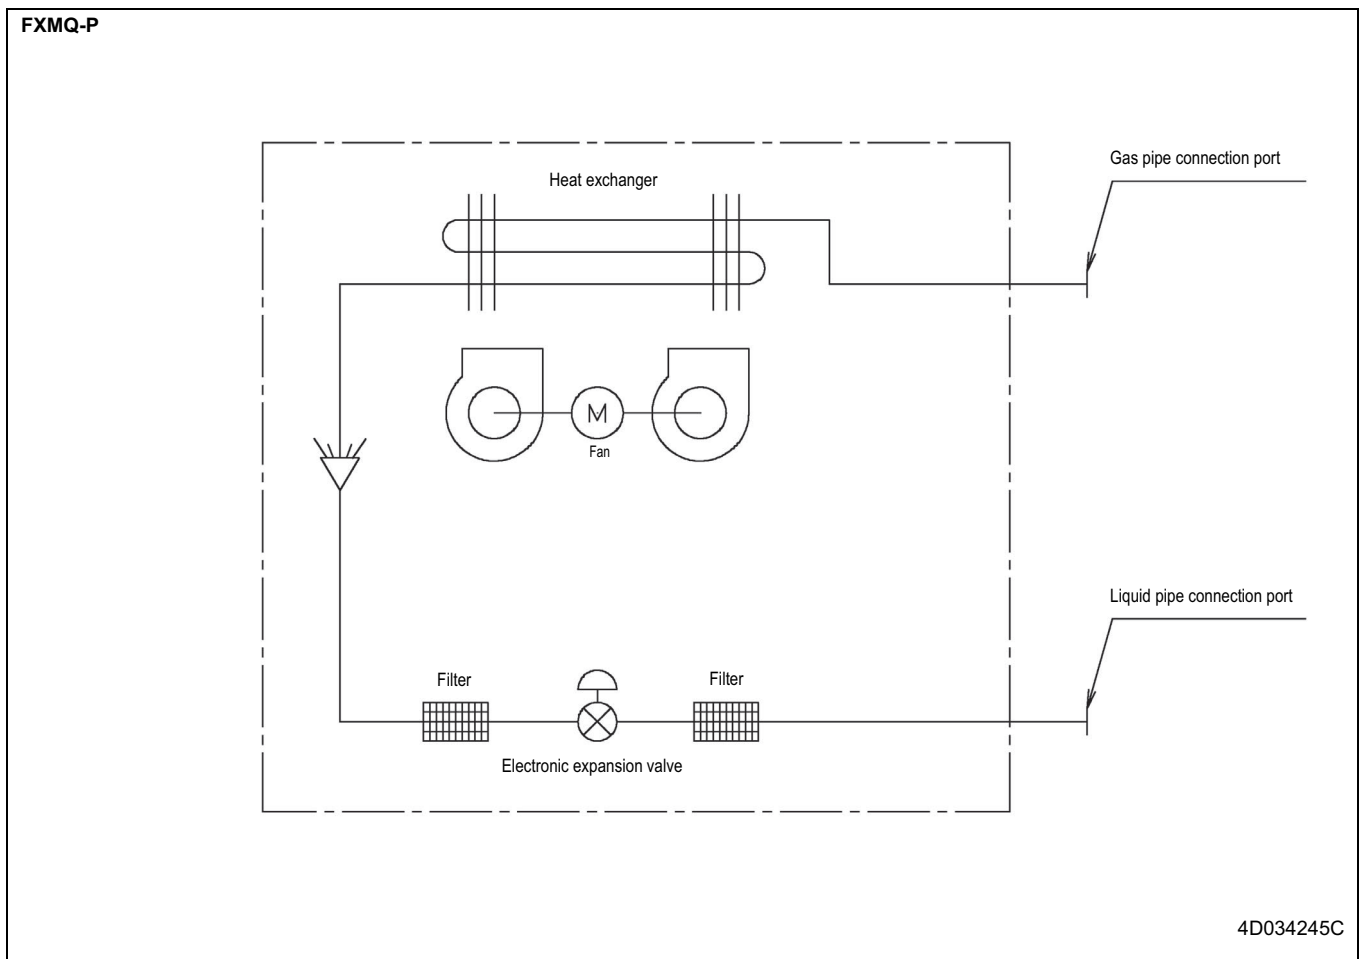 FXMQ-P
Gas pipe connection port
Heat exchanger
M
Fan
Liquid pipe connection port
Filter
Filter
Electronic expansion valve
4D034245C